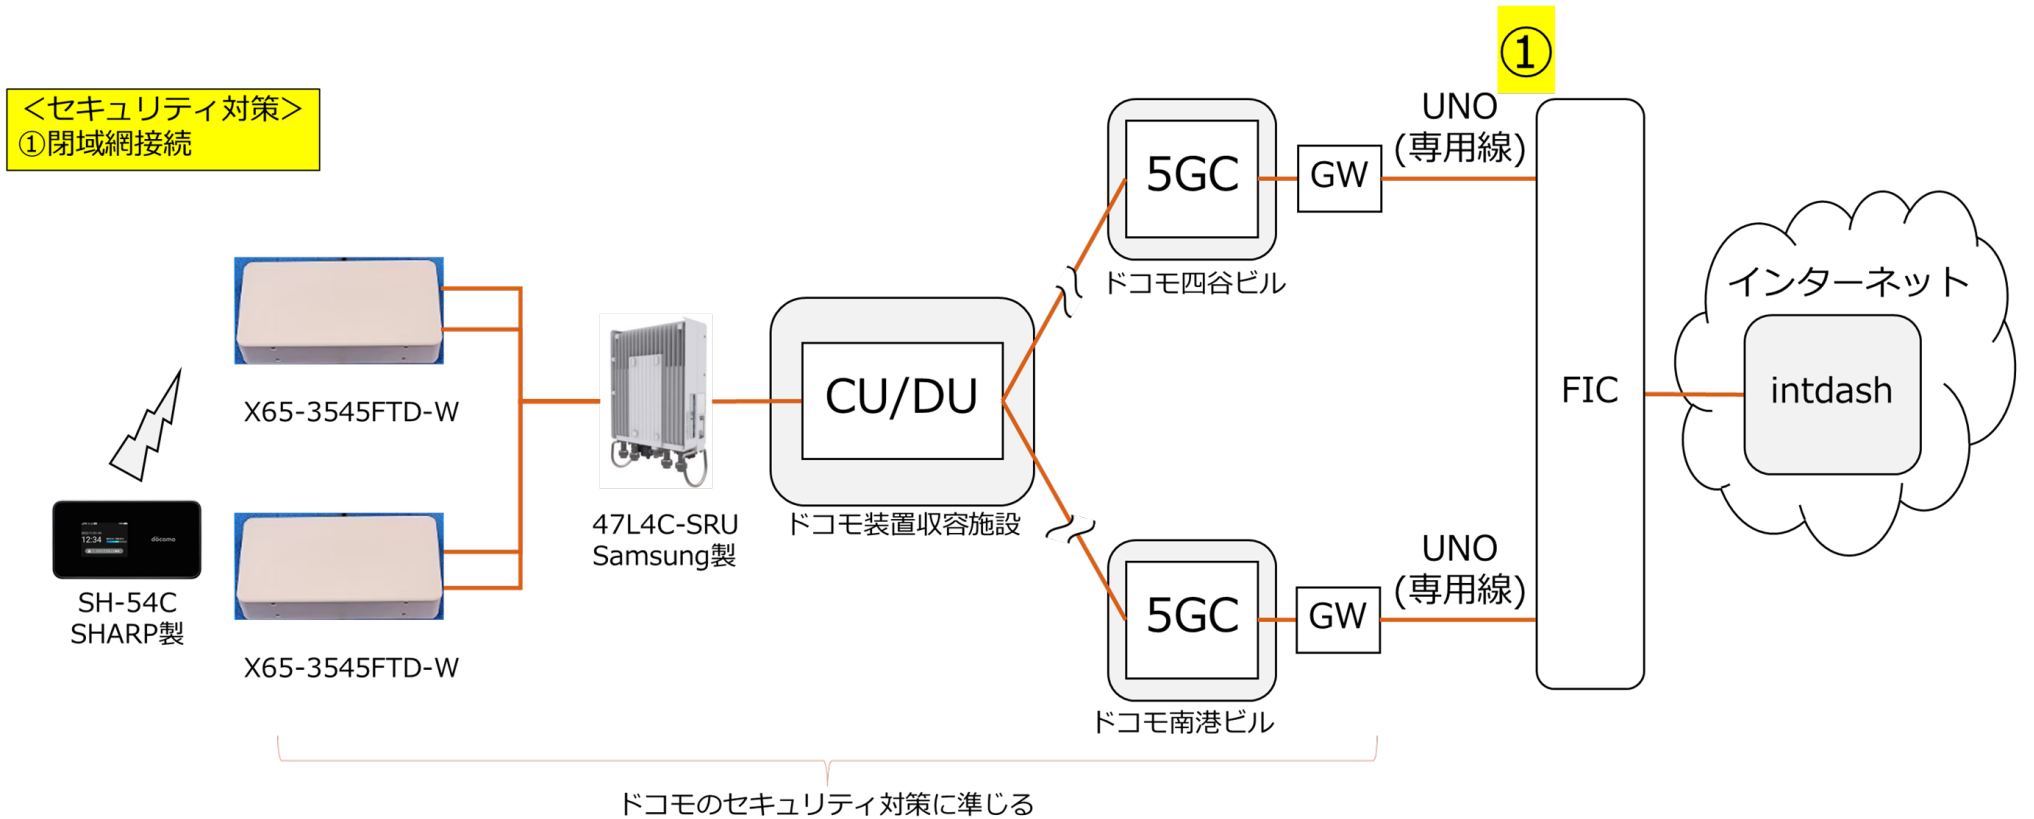 <セキュリティ対策>
①閉域網接続
①
UNO
(専用線)
5GC
GW
ドコモ四谷ビル
インターネット
X65-3545FTD-W
CU/DU
FIC
intdash
12:34
docomo
47L4C-SRU
Samsung製
ドコモ装置収容施設
UNO
(専用線)
SH-54C
SHARP製
5GC
GW
X65-3545FTD-W
ドコモ南港ビル
ドコモのセキュリティ対策に準じる